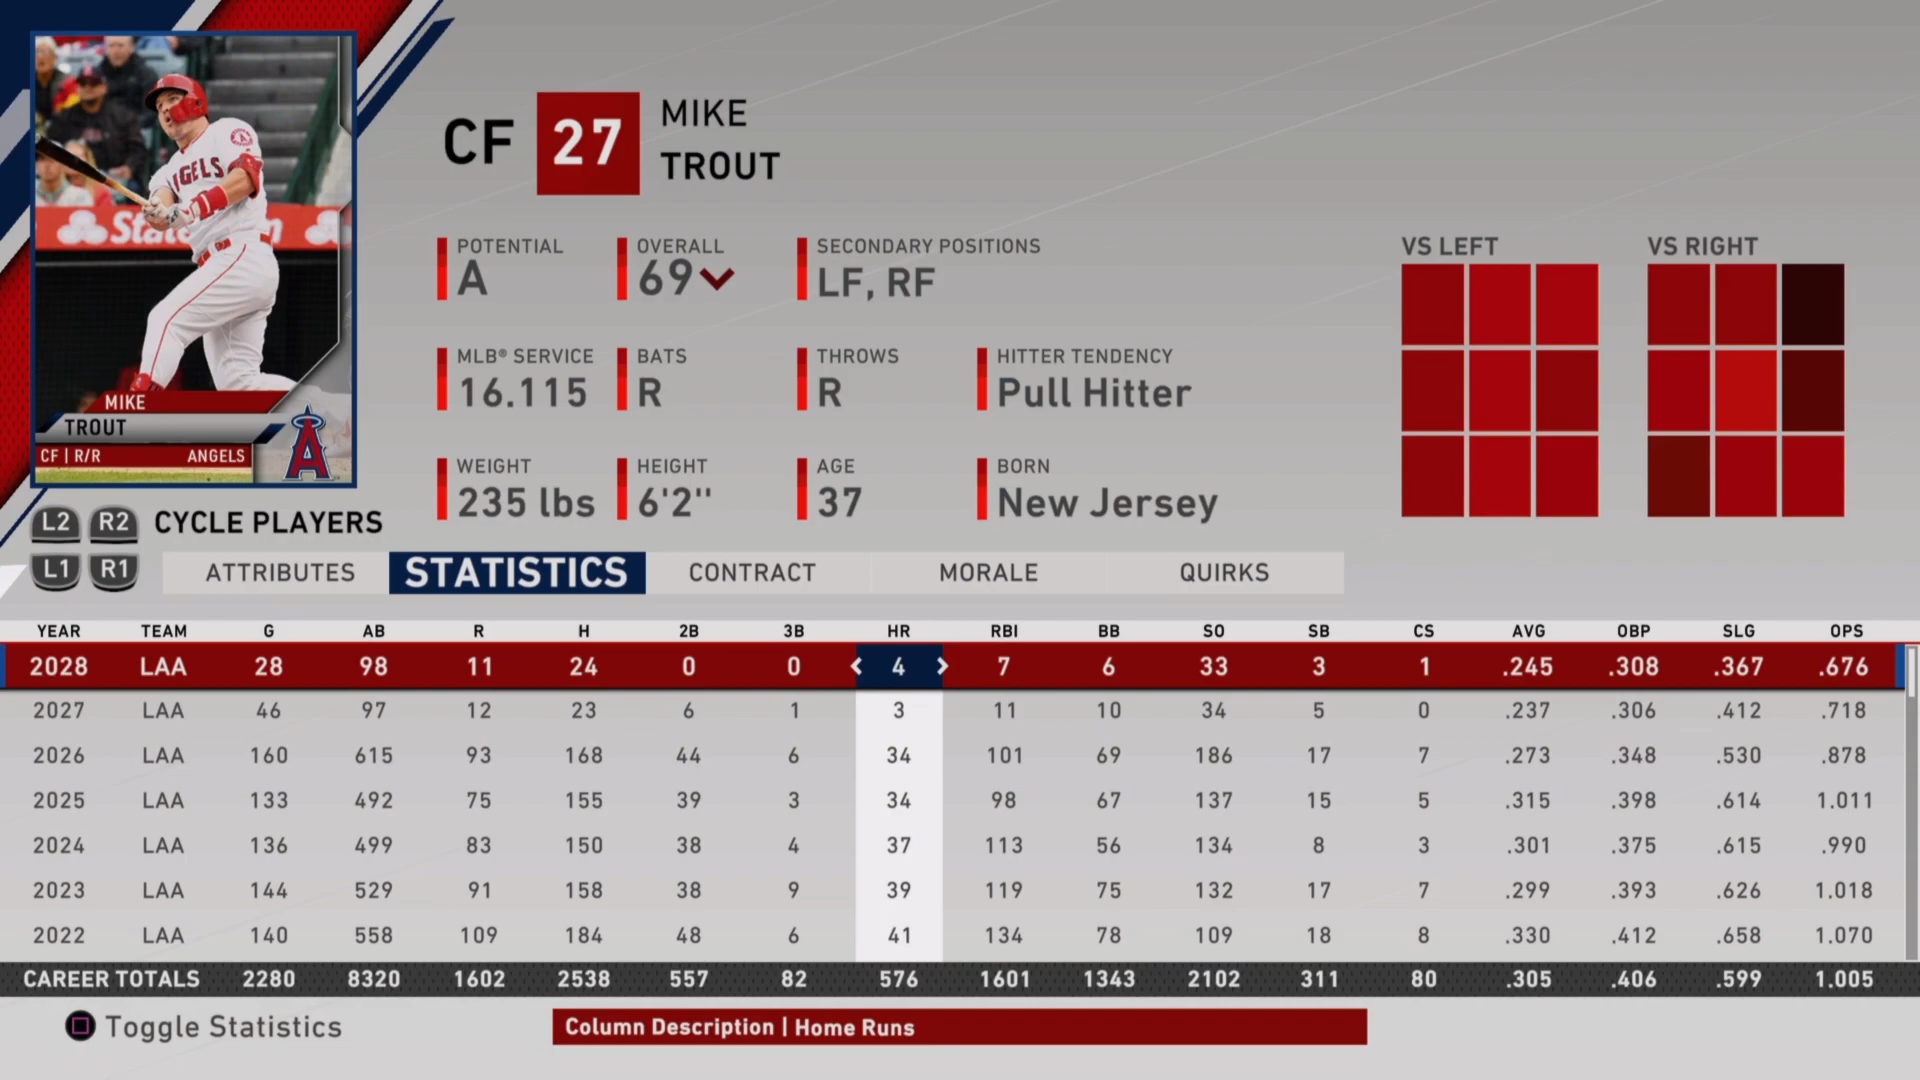 CF 27 MIKE
TROUT
POTENTIAL OVERALL SECONDARY POSITIONS VS LEFT VS RIGHT
A 69 LF, RF
MLB® SERVICE BATS THROWS HITTER TENDENCY
16.115 R R Pull Hitter
ANGELS
MIKE
TROUT
CF | R/R ANGELS
WEIGHT HEIGHT AGE BORN
235 lbs 6'2" 37 New Jersey
L2 R2 CYCLE PLAYERS
L1 R1
ATTRIBUTES STATISTICS CONTRACT MORALE QUIRKS
YEAR TEAM G AB R H 2B 3B HR RBI BB SO SB CS AVG OBP SLG OPS
2028 LAA 28 98 11 24 0 0 4 7 6 33 3 1 .245 .308 .367 .676
2027 LAA 46 97 12 23 6 1 3 11 10 34 5 0 .237 .306 .412 .718
2026 LAA 160 615 93 168 44 6 34 101 69 186 17 7 .273 .348 .530 .878
2025 LAA 133 492 75 155 39 3 34 98 67 137 15 5 .315 .398 .614 1.011
2024 LAA 136 499 83 150 38 4 37 113 56 134 8 3 .301 .375 .615 .990
2023 LAA 144 529 91 158 38 9 39 119 75 132 17 7 .299 .393 .626 1.018
2022 LAA 140 558 109 184 48 6 41 134 78 109 18 8 .330 .412 .658 1.070
CAREER TOTALS 2280 8320 1602 2538 557 82 576 1601 1343 2102 311 80 .305 .406 .599 1.005
Toggle Statistics
Column Description | Home Runs